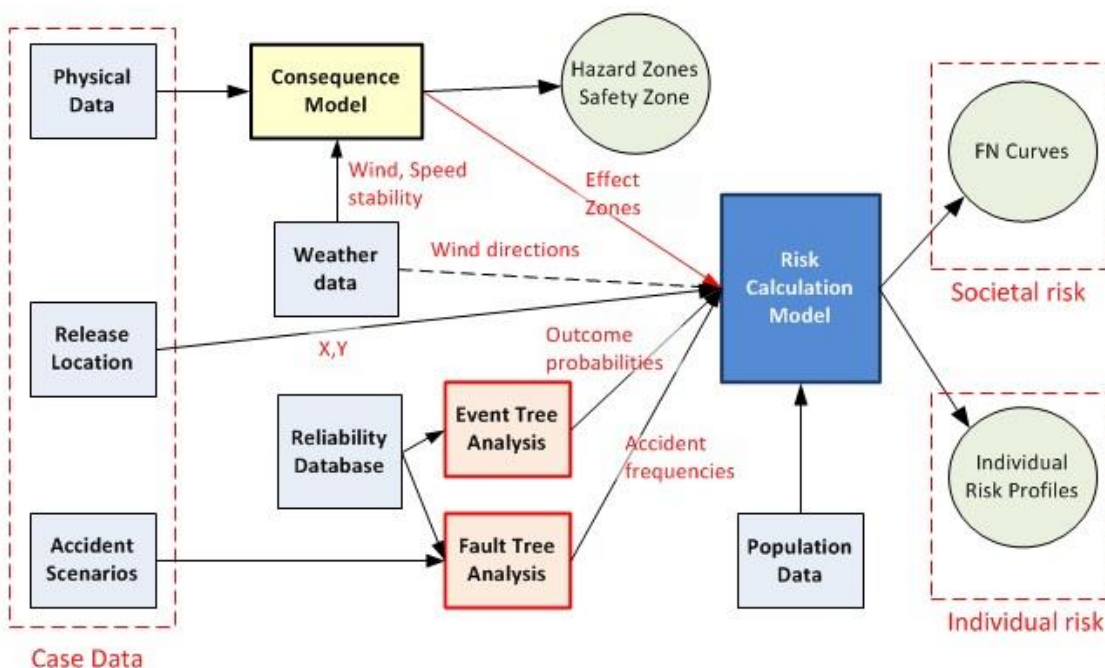 Physical
Data
Consequence
Model
Hazard Zones
Safety Zone
FN Curves
Societal risk
Wind, Speed
stability
Effect
Zones
Weather
data
Wind directions
Risk
Calculation
Model
Release
Location
X,Y
Outcome
probabilities
Reliability
Database
Event Tree
Analysis
Accident
frequencies
Individual
Risk Profiles
Individual risk
Accident
Scenarios
Fault Tree
Analysis
Population
Data
Case Data